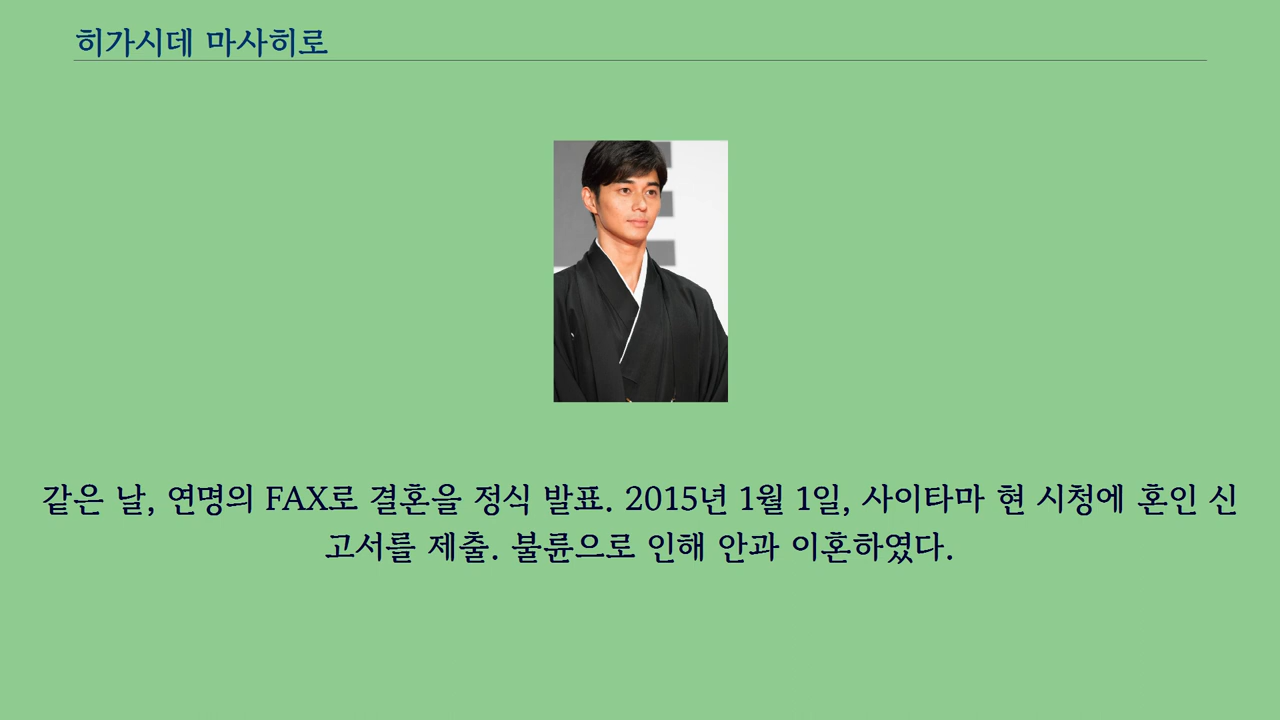 히가시데 마사히로
같은 날, 연명의 FAX로 결혼을 정식 발표. 2015년 1월 1일, 사이타마 현 시청에 혼인 신
고서를 제출. 불륜으로 인해 안과 이혼하였다.